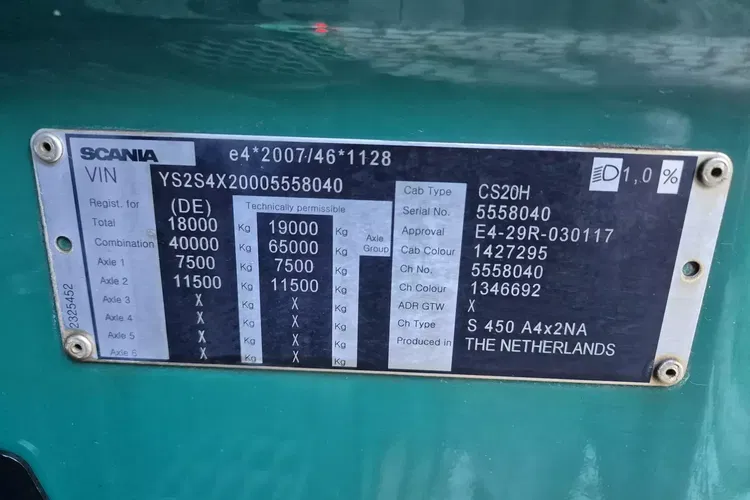 SCANIA e4*2007/46*1128 1,0 %
VIN YS2S4X20005558040
Regist. for (DE) Technically permissible
Total 18000 Kg 19000 Kg
Combination 40000 Kg 65000 Kg Axle Group
Axle 1 7500 Kg 7500 Kg
Axle 2 11500 Kg 11500 Kg
Axle 3 X Kg X Kg
Axle 4 X Kg X Kg
Axle 5 X Kg X Kg
Axle 6 X Kg X Kg
Cab Type CS20H
Serial No. 5558040
Approval E4-29R-030117
Cab Colour 1427295
Ch No. 5558040
Ch Colour 1346692
ADR GTW X
Ch Type S 450 A4x2NA
Produced in THE NETHERLANDS
2325452